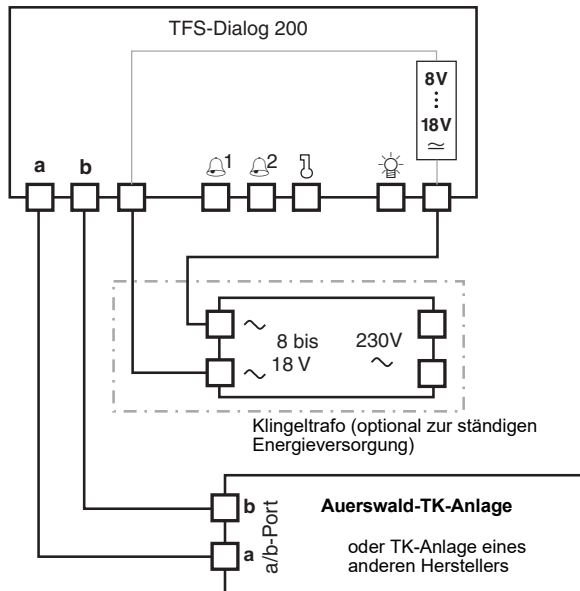 TFS-Dialog 200
8V
⋮
18V
≃
a b 1 2
8 bis 230V
18 V
Klingeltrafo (optional zur ständigen
Energieversorgung)
b
a
a/b-Port
Auerswald-TK-Anlage
oder TK-Anlage eines
anderen Herstellers